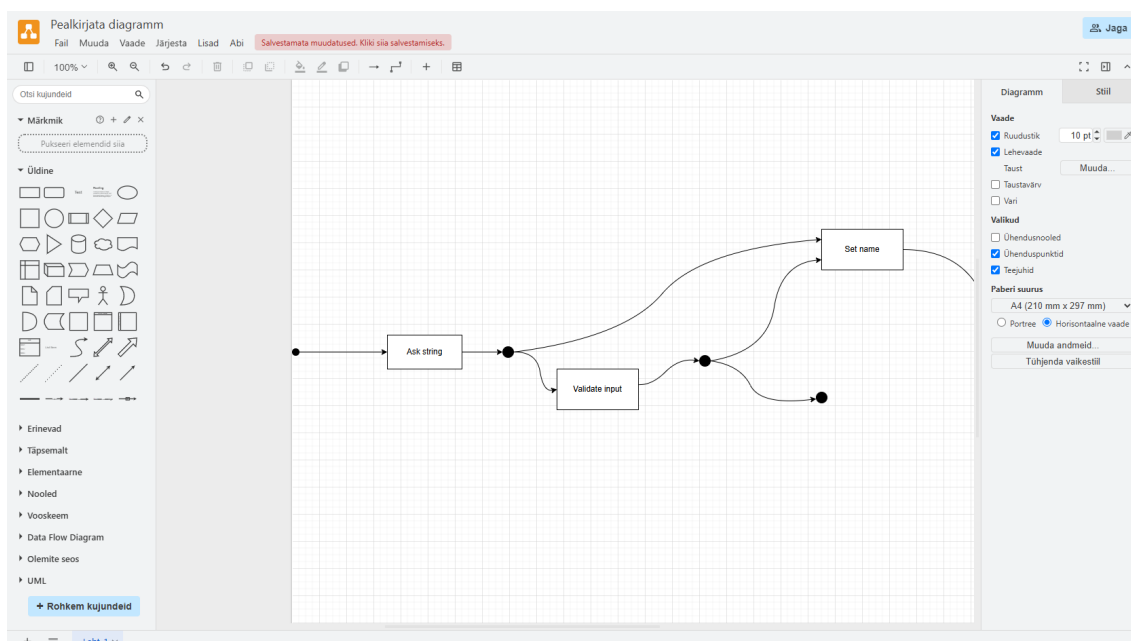 Pealkirjata diagramm
Fail Muuda Vaade Järjesta Lisad Abi Salvestamata muudatused. Kliki siia salvestamiseks.
Jaga
100%
Otsi kujundeid
Märkmik
Pukseeri elemendid siia
Üldine
Text
Erinevad
Täpsemalt
Elementaarne
Nooled
Vooskeem
Data Flow Diagram
Olemite seos
UML
+ Rohkem kujundeid
Set name
Ask string
Validate input
Diagramm Stiil
Vaade
Ruudustik 10 pt
Lehevaade
Taust Muuda...
Taustavärv
Vari
Valikud
Ühendusnooled
Ühenduspunktid
Teejuhid
Paberi suurus
A4 (210 mm x 297 mm)
Portree Horisontaalne vaade
Muuda andmeid...
Tühjenda vaikestiil